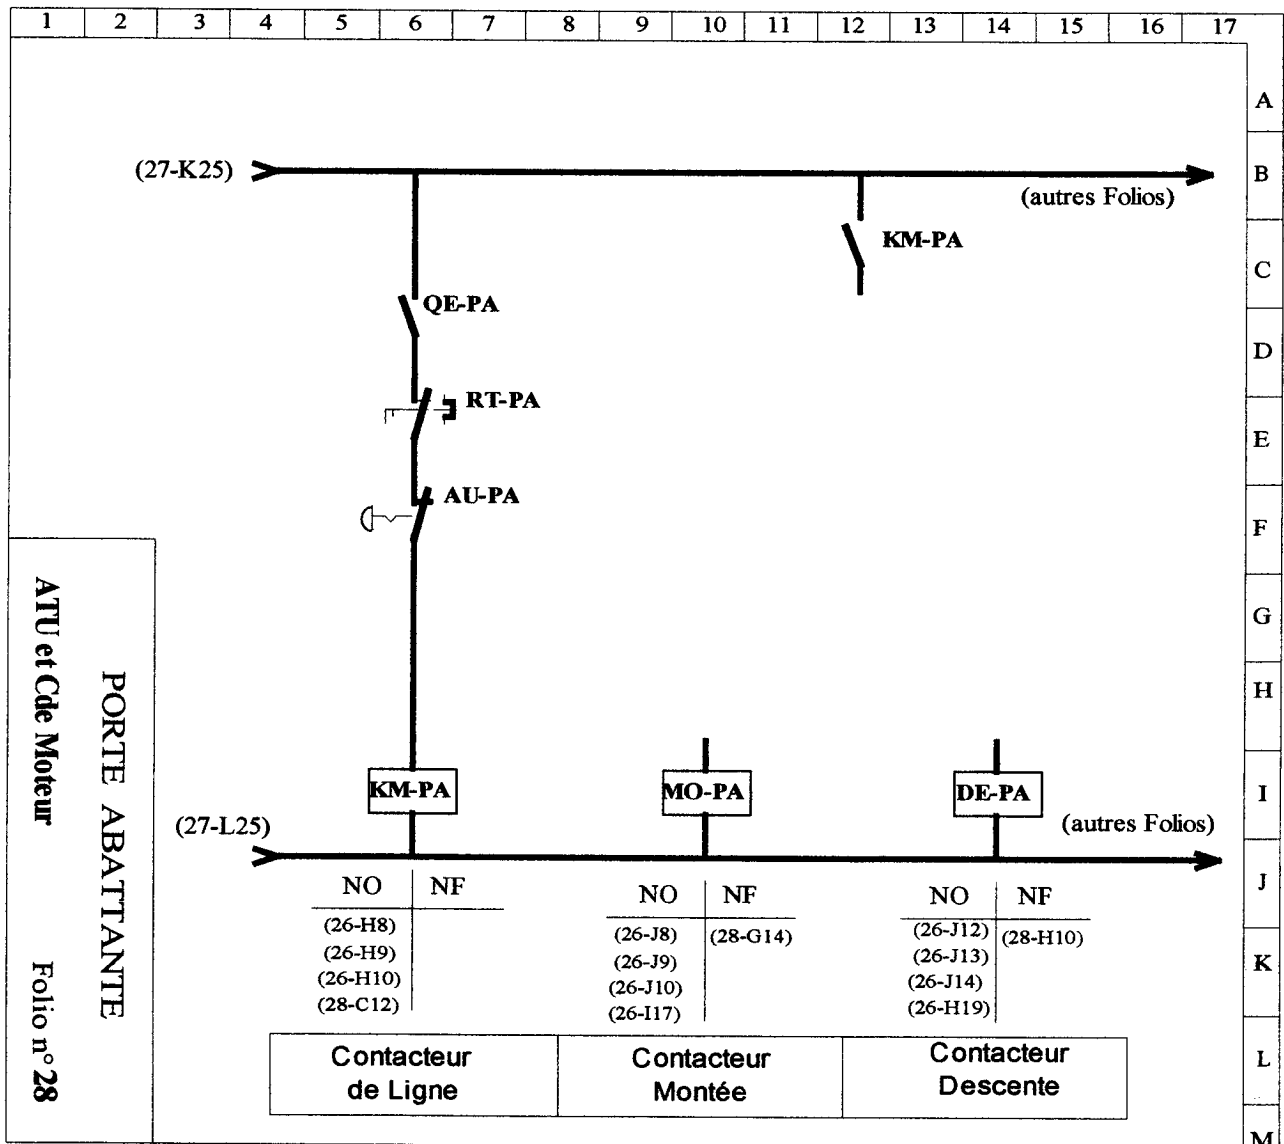 1 2 3 4 5 6 7 8 9 10 11 12 13 14 15 16 17
A
B
C
D
E
F
G
H
I
J
K
L
M
(27-K25)
(autres Folios)
KM-PA
QE-PA
RT-PA
AU-PA
KM-PA
MO-PA
DE-PA
(27-L25)
(autres Folios)
NO NF
(26-H8)
(26-H9)
(26-H10)
(28-C12)
NO NF
(26-J8) (28-G14)
(26-J9)
(26-J10)
(26-I17)
NO NF
(26-J12) (28-H10)
(26-J13)
(26-J14)
(26-H19)
Contacteur
de Ligne
Contacteur
Montée
Contacteur
Descente
PORTE ABATTANTE
ATU et Cde Moteur
Folio n° 28